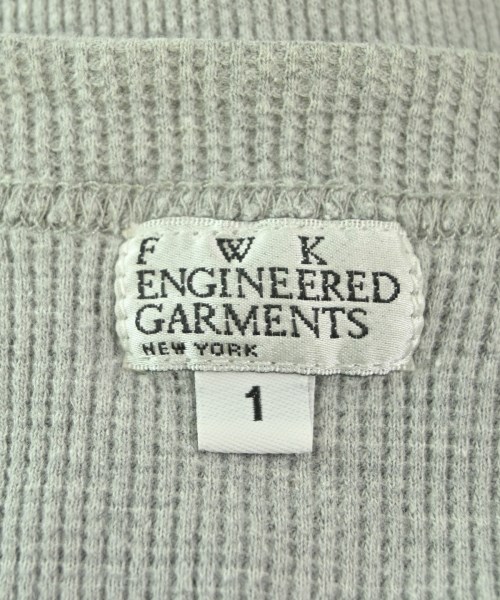 F W K
ENGINEERED
GARMENTS
NEW YORK
1